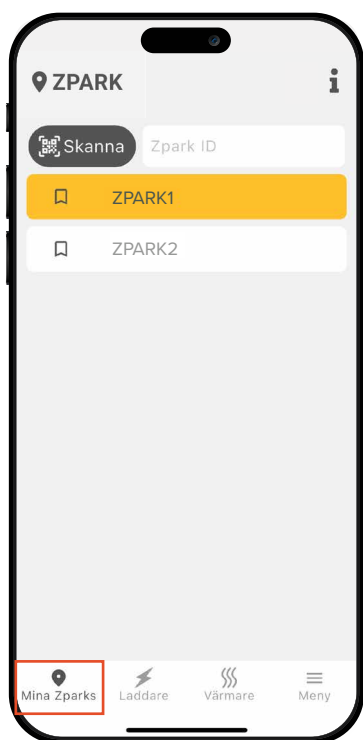 ZPARK
Skanna
Zpark ID
ZPARK1
ZPARK2
Mina Zparks
Laddare
Värmare
Meny